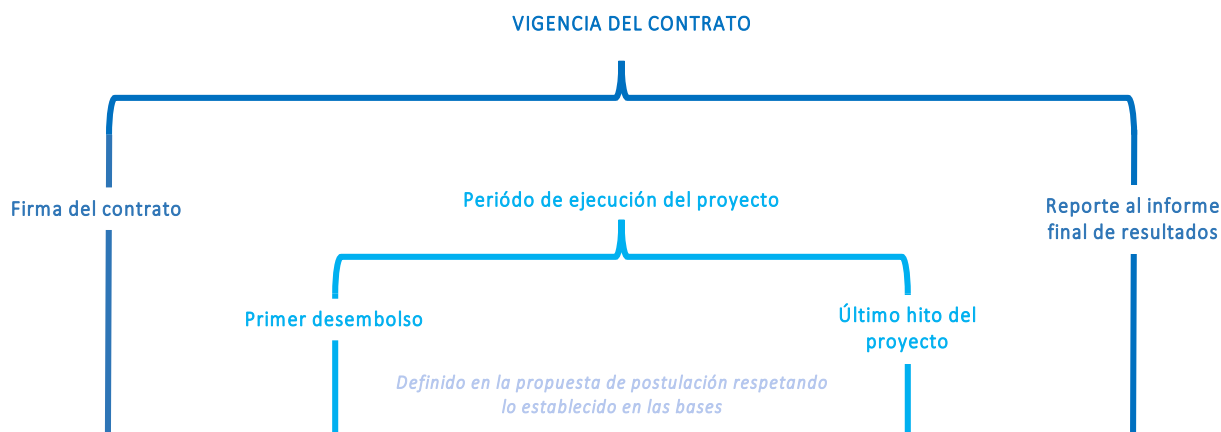 VIGENCIA DEL CONTRATO
Firma del contrato
Periódo de ejecución del proyecto
Reporte al informe
final de resultados
Primer desembolso
Último hito del
proyecto
Definido en la propuesta de postulación respetando
lo establecido en las bases